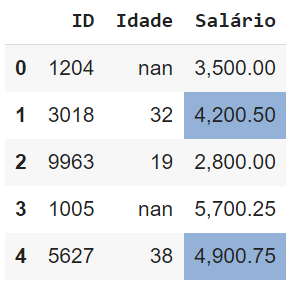 ID Idade Salário
0 1204 nan 3,500.00
1 3018 32 4,200.50
2 9963 19 2,800.00
3 1005 nan 5,700.25
4 5627 38 4,900.75